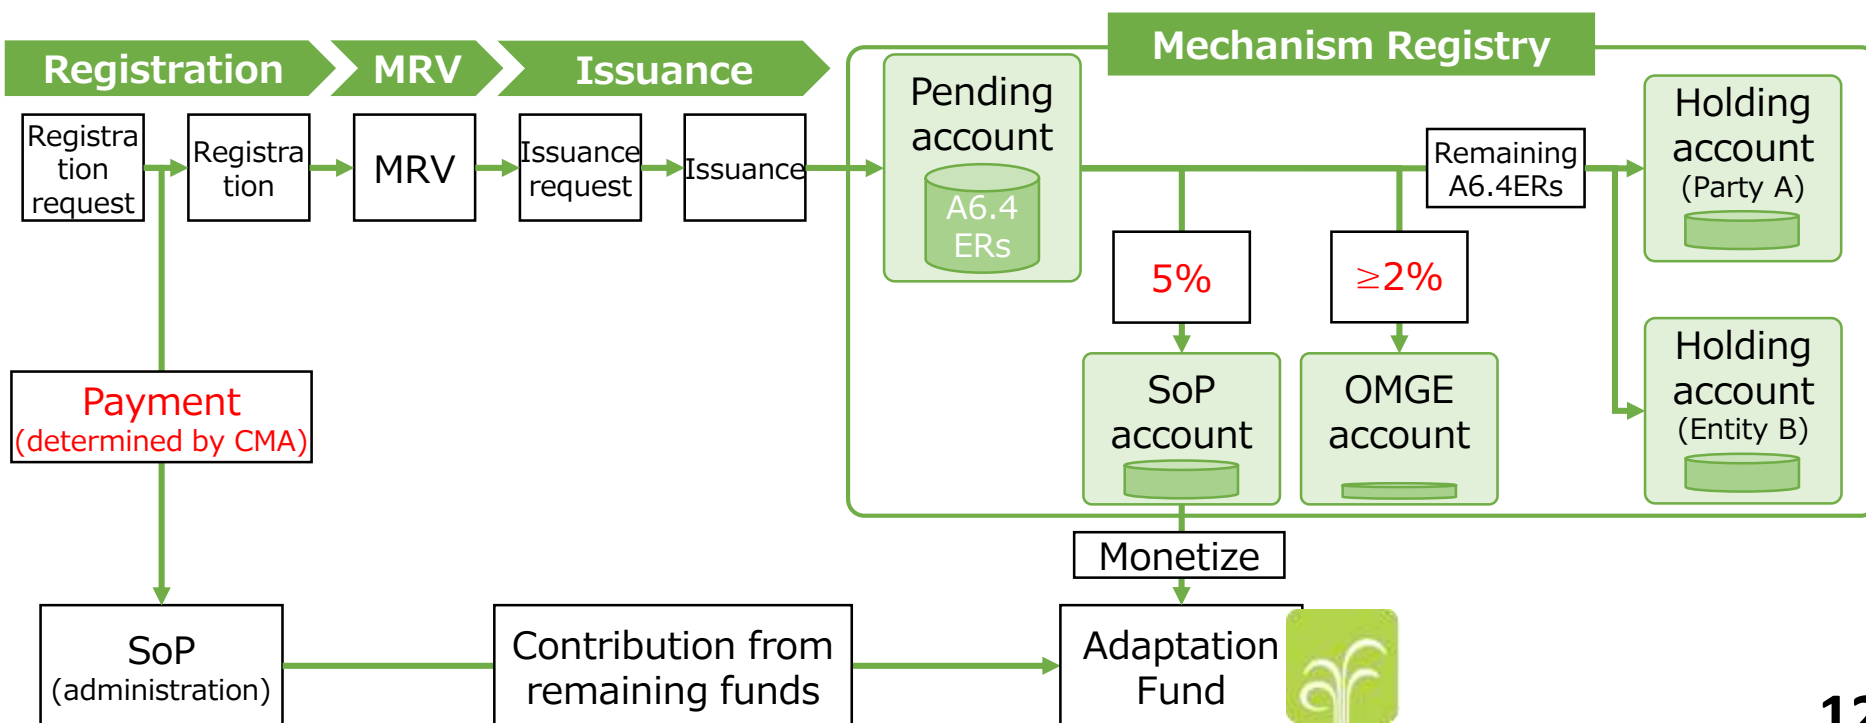 Registration
MRV
Issuance
Mechanism Registry
Registra
tion
request
Registra
tion
MRV
Issuance
request
Issuance
Pending
account
A6.4
ERs
Remaining
A6.4ERs
Holding
account
(Party A)
5%
≥2%
Payment
(determined by CMA)
SoP
account
OMGE
account
Holding
account
(Entity B)
Monetize
SoP
(administration)
Contribution from
remaining funds
Adaptation
Fund
12